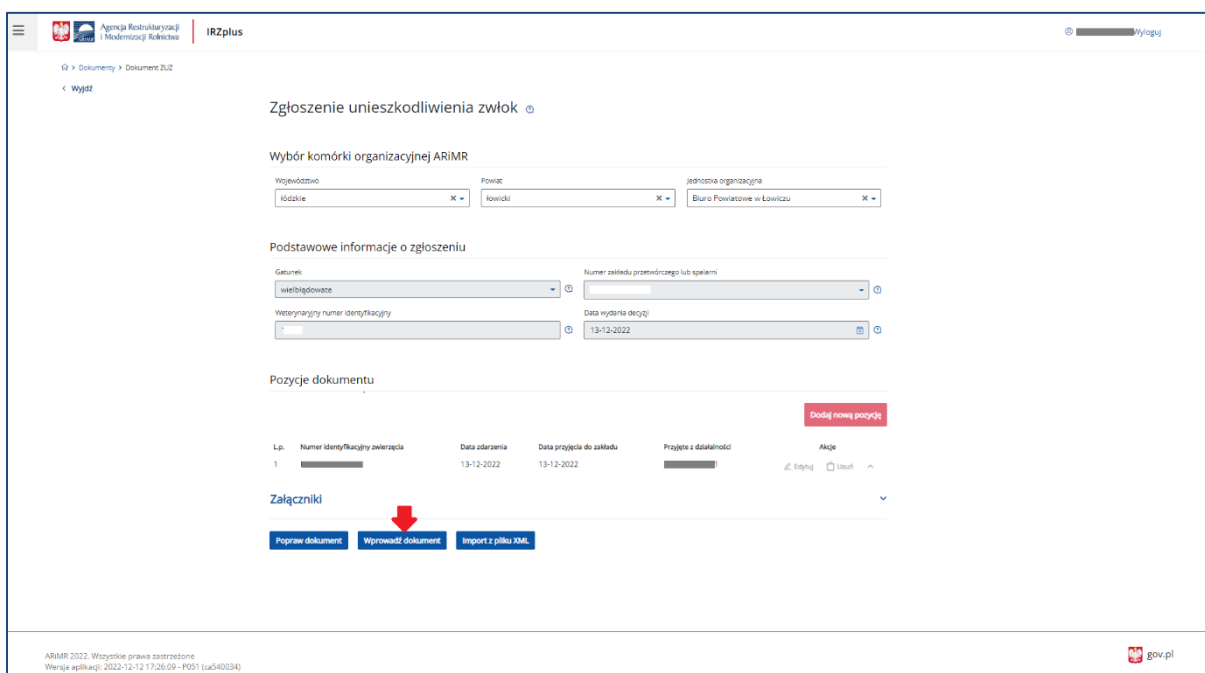 Agencja Restrukturyzacji
i Modernizacji Rolnictwa
IRZplus
Wyloguj
> Dokumenty > Dokument ZUZ
< Wyjdź
Zgłoszenie unieszkodliwienia zwłok
Wybór komórki organizacyjnej ARiMR
Województwo Powiat Jednostka organizacyjna
łódzkie łowicki Biuro Powiatowe w Łowiczu
Podstawowe informacje o zgłoszeniu
Gatunek Numer zakładu przetwórczego lub spalarni
wielbłądowate
Weterynaryjny numer identyfikacyjny Data wydania decyzji
13-12-2022
Pozycje dokumentu
Dodaj nową pozycję
L.p. Numer identyfikacyjny zwierzęcia Data zdarzenia Data przyjęcia do zakładu Przyjęte z działalności Akcje
1 13-12-2022 13-12-2022 Edytuj Usuń
Załączniki
Popraw dokument Wprowadź dokument Import z pliku XML
ARiMR 2022. Wszystkie prawa zastrzeżone
Wersja aplikacji: 2022-12-12 17:26:09 - P051 (ca540034)
gov.pl